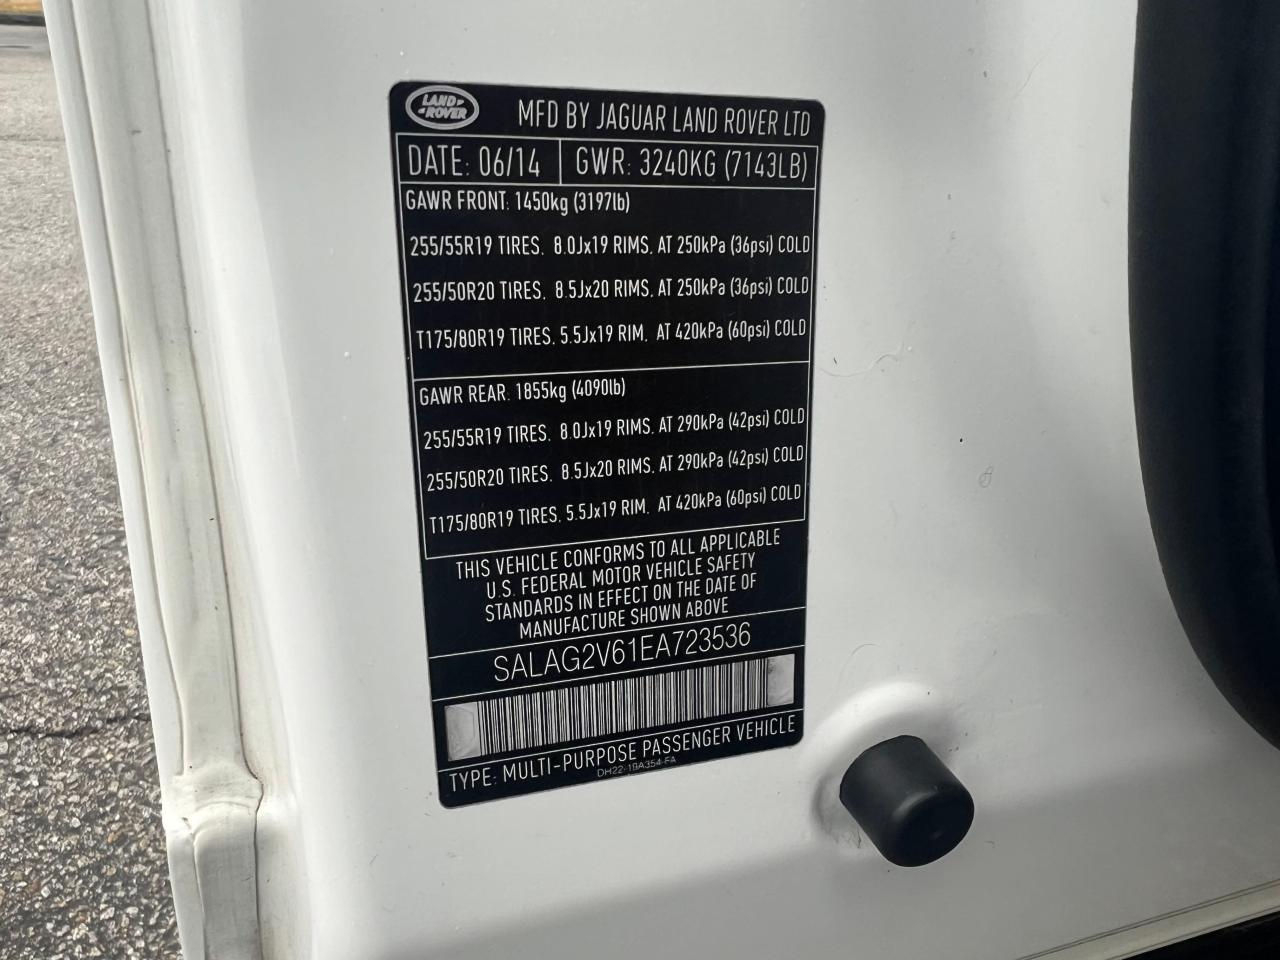 LAND ROVER
MFD BY JAGUAR LAND ROVER LTD
DATE: 06/14 GWR: 3240KG (7143LB)
GAWR FRONT: 1450kg (3197lb)
255/55R19 TIRES, 8.0Jx19 RIMS, AT 250kPa (36psi) COLD
255/50R20 TIRES, 8.5Jx20 RIMS, AT 250kPa (36psi) COLD
T175/80R19 TIRES, 5.5Jx19 RIM, AT 420kPa (60psi) COLD
GAWR REAR: 1855kg (4090lb)
255/55R19 TIRES, 8.0Jx19 RIMS, AT 290kPa (42psi) COLD
255/50R20 TIRES, 8.5Jx20 RIMS, AT 290kPa (42psi) COLD
T175/80R19 TIRES, 5.5Jx19 RIM, AT 420kPa (60psi) COLD
THIS VEHICLE CONFORMS TO ALL APPLICABLE
U.S. FEDERAL MOTOR VEHICLE SAFETY
STANDARDS IN EFFECT ON THE DATE OF
MANUFACTURE SHOWN ABOVE
SALAG2V61EA723536
TYPE: MULTI-PURPOSE PASSENGER VEHICLE
DH22-19A354-FA